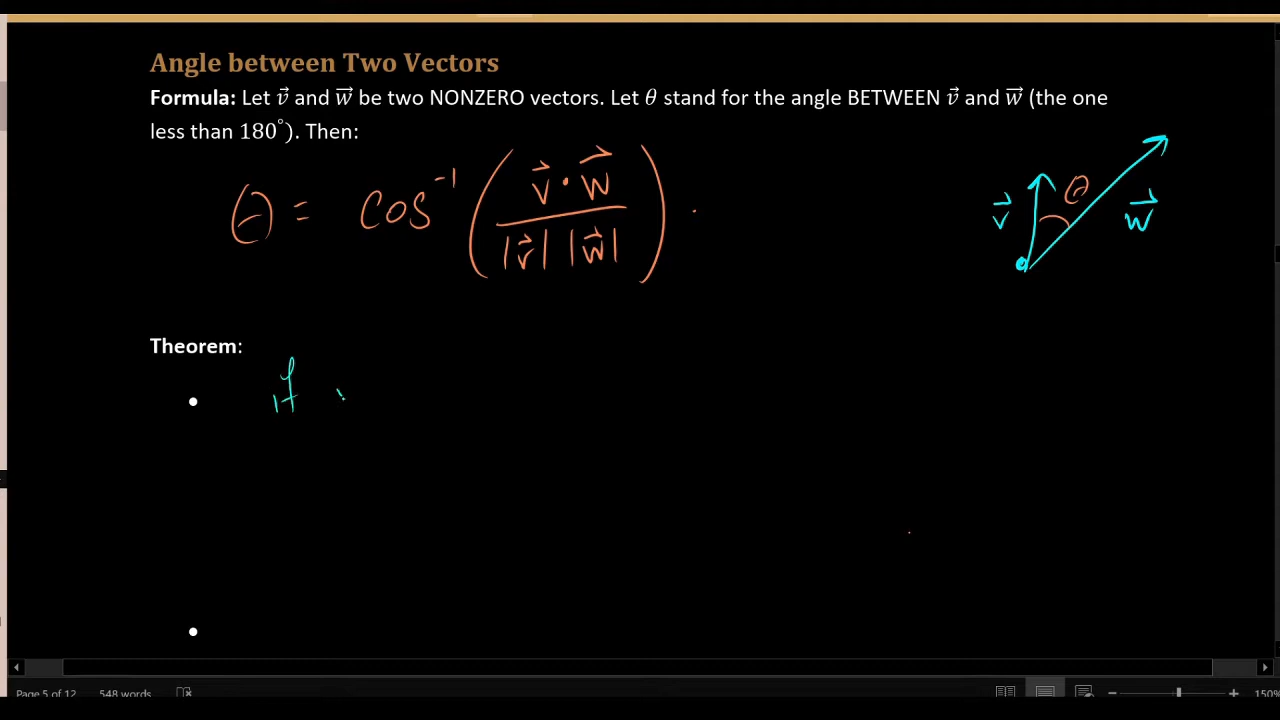 Angle between Two Vectors
Formula: Let v⃗ and w⃗ be two NONZERO vectors. Let θ stand for the angle BETWEEN v⃗ and w⃗ (the one
less than 180°). Then:
θ = cos⁻¹ ( v⃗ · w⃗ / |v⃗| |w⃗| ) .
v⃗ θ w⃗
Theorem:
• if
•
Page 5 of 12 548 words 150%